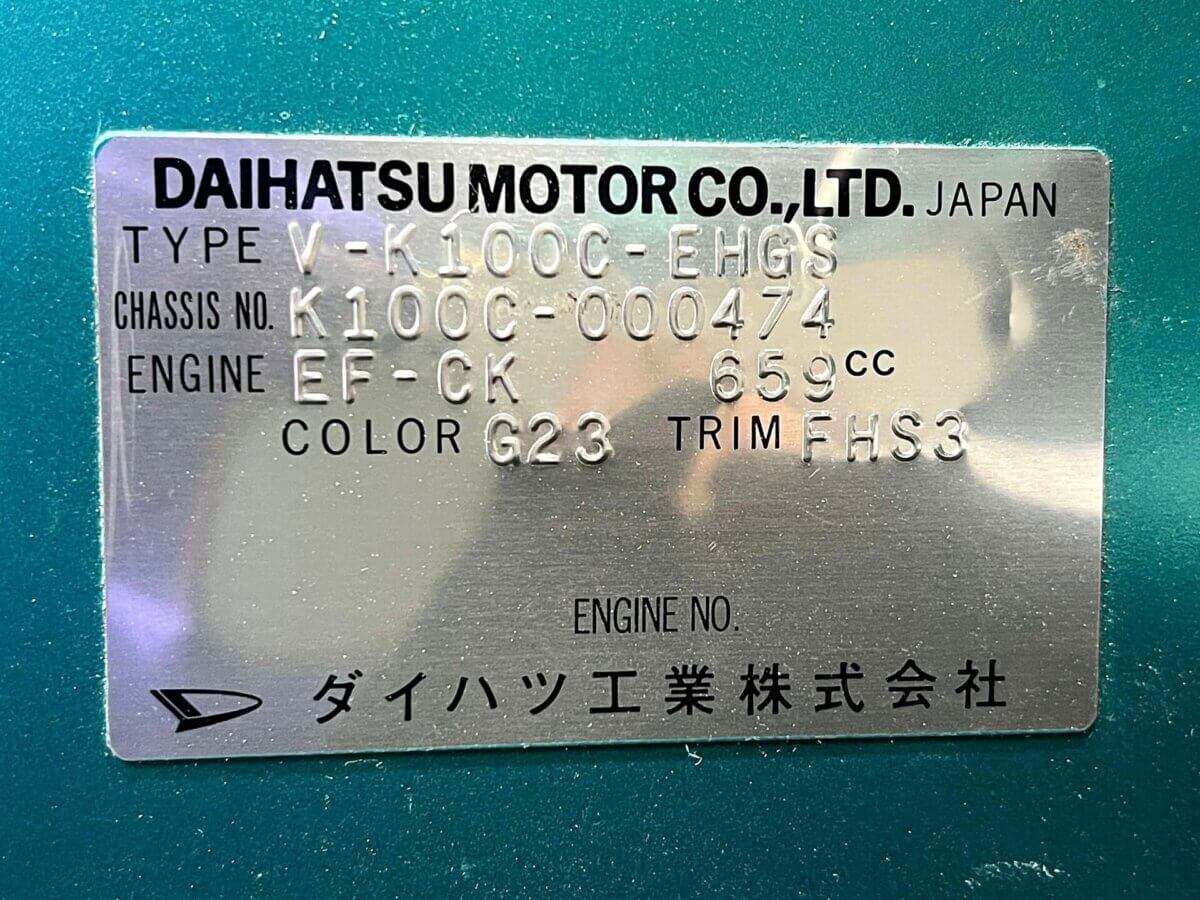 DAIHATSU MOTOR CO.,LTD. JAPAN
TYPE V-K100C-EHGS
CHASSIS NO. K100C-000474
ENGINE EF-CK 659CC
COLOR G23 TRIM FHS3
ENGINE NO.
ダイハツ工業株式会社